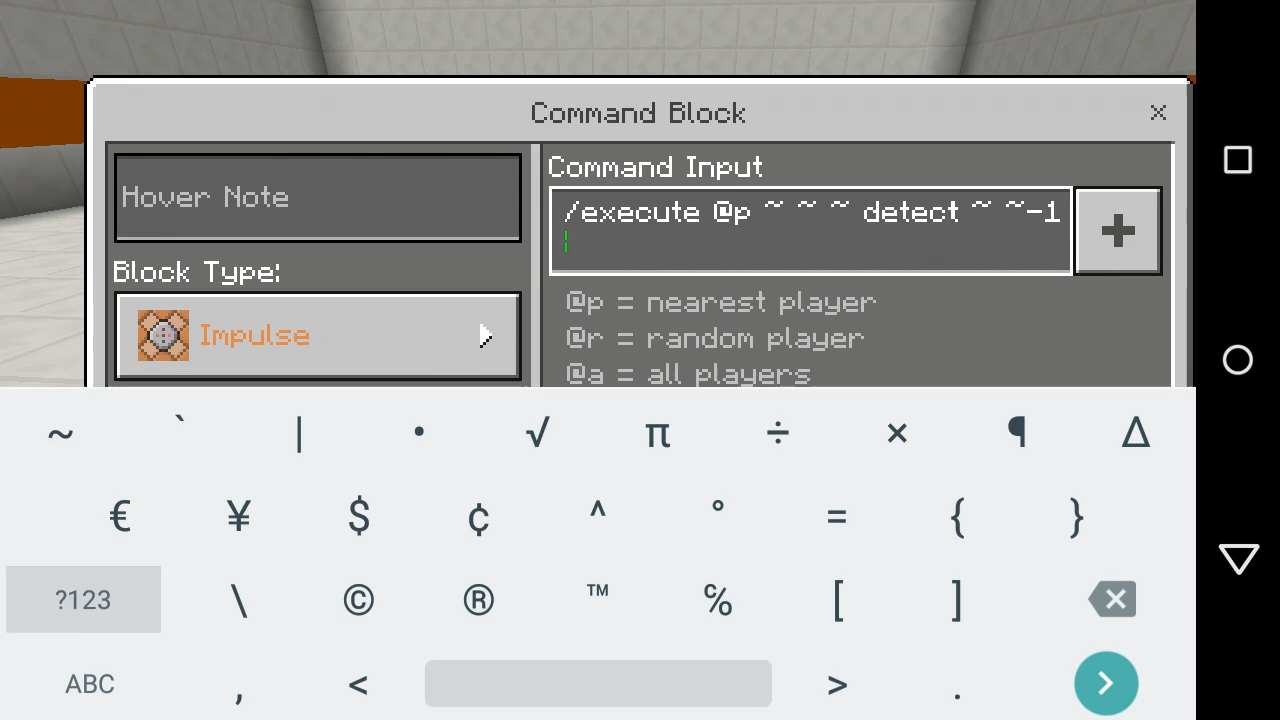 Command Block
Hover Note
Command Input
/execute @p ~ ~ ~ detect ~ ~-1
Block Type:
@p = nearest player
Impulse
@r = random player
@a = all players
~ ` | • √ π ÷ × ¶ Δ
€ ¥ $ ¢ ^ ° = { }
?123 \ © ® ™ ℅ [ ]
ABC , < > .